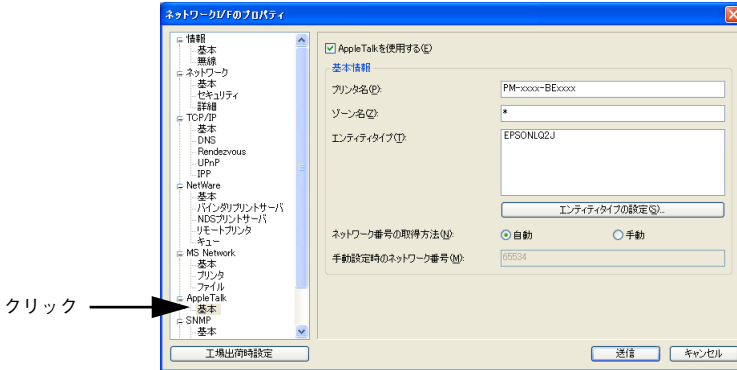 ネットワークI/Fのプロパティ
情報
基本
無線
ネットワーク
基本
セキュリティ
詳細
TCP/IP
基本
DNS
Rendezvous
UPnP
IPP
NetWare
基本
バインダリプリントサーバ
NDSプリントサーバ
リモートプリンタ
キュー
MS Network
基本
プリンタ
ファイル
AppleTalk
基本
SNMP
基本
工場出荷時設定
クリック
AppleTalkを使用する(E)
基本情報
プリンタ名(P): PM-xxxx-BExxxx
ゾーン名(Z): *
エンティティタイプ(T): EPSONLQ2J
エンティティタイプの設定(S)...
ネットワーク番号の取得方法(N): 自動 手動
手動設定時のネットワーク番号(M): 65534
送信 キャンセル